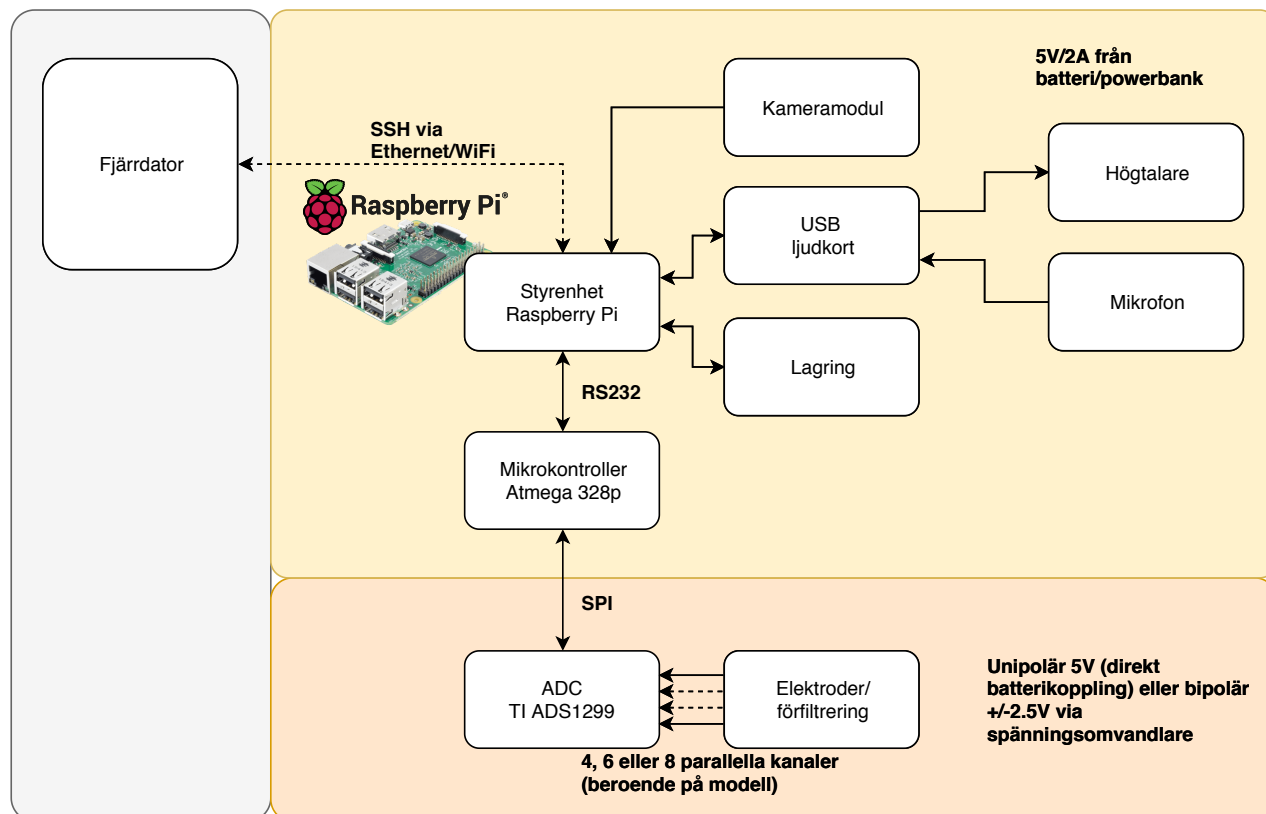 5V/2A från
batteri/powerbank
Kameramodul
SSH via
Ethernet/WiFi
Fjärrdator
Högtalare
Raspberry Pi®
USB
ljudkort
Styrenhet
Raspberry Pi
Mikrofon
Lagring
RS232
Mikrokontroller
Atmega 328p
SPI
ADC
TI ADS1299
Elektroder/
förfiltrering
Unipolär 5V (direkt
batterikoppling) eller bipolär
+/-2.5V via
spänningsomvandlare
4, 6 eller 8 parallella kanaler
(beroende på modell)